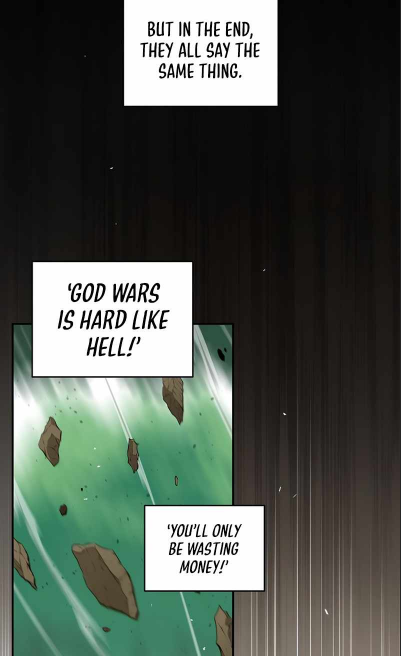 BUT IN THE END,
THEY ALL SAY THE
SAME THING.
'GOD WARS
IS HARD LIKE
HELL!'
'YOU'LL ONLY
BE WASTING
MONEY!'